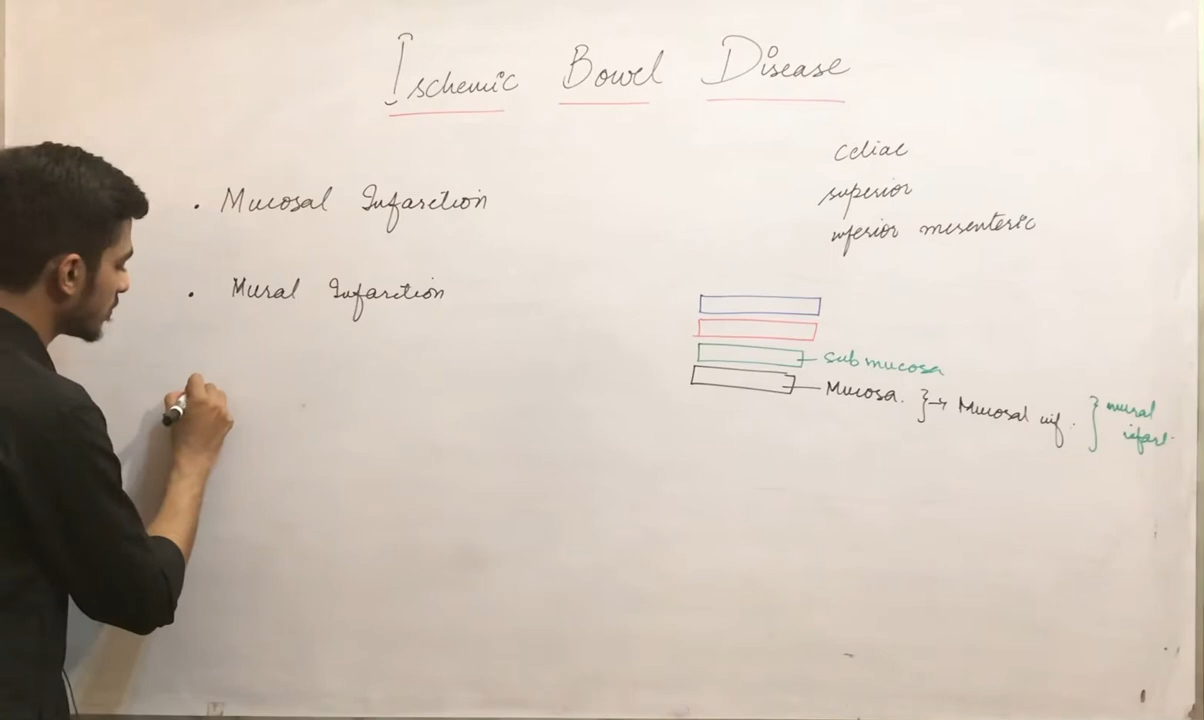 Ischemic Bowel Disease
celiac
superior
inferior mesenteric
. Mucosal Infarction
. Mural Infarction
submucosa
Mucosa. }→ Mucosal inf. } mural
infarct